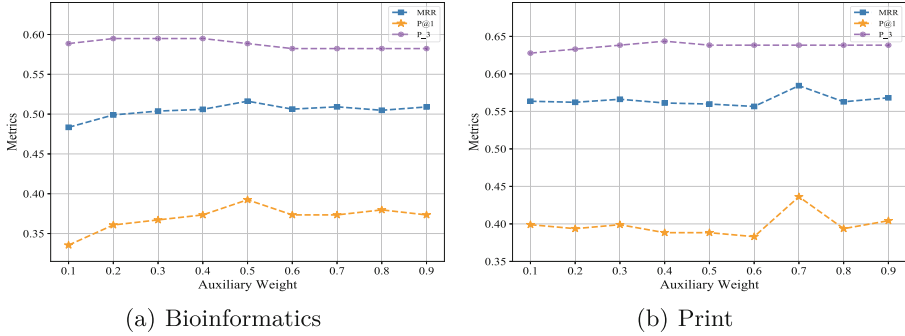 MRR
P@1
P_3
0.60
0.55
0.50
0.45
0.40
0.35
Metrics
0.1 0.2 0.3 0.4 0.5 0.6 0.7 0.8 0.9
Auxiliary Weight
(a) Bioinformatics
MRR
P@1
P_3
0.65
0.60
0.55
0.50
0.45
0.40
0.35
Metrics
0.1 0.2 0.3 0.4 0.5 0.6 0.7 0.8 0.9
Auxiliary Weight
(b) Print